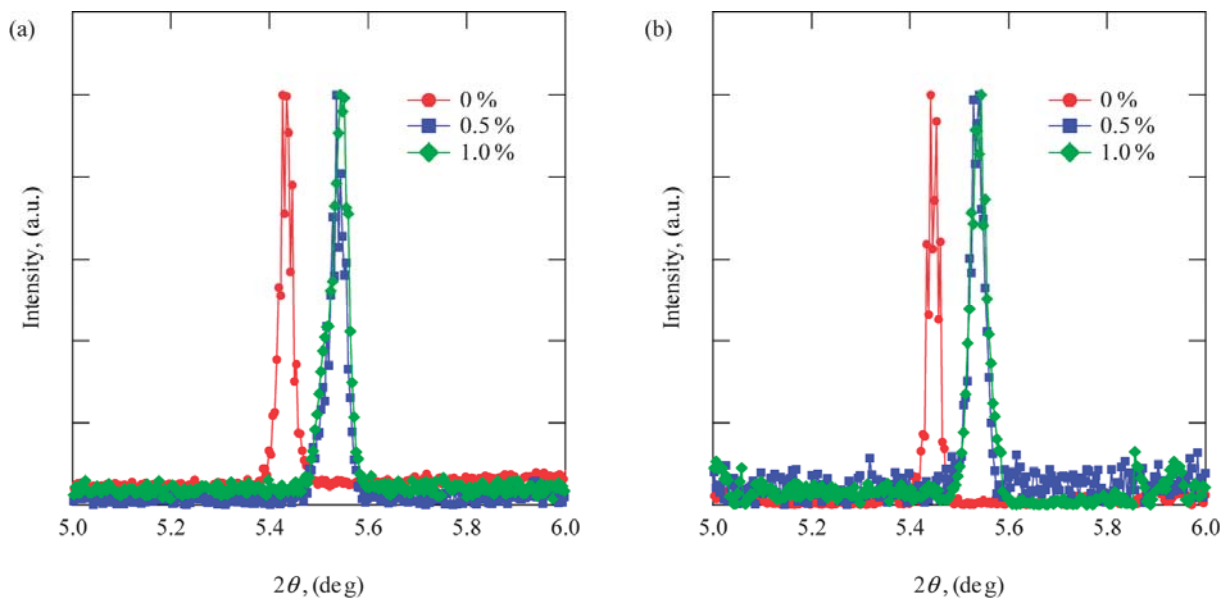 (a)
Intensity, (a.u.)
0 %
0.5 %
1.0 %
5.0 5.2 5.4 5.6 5.8 6.0
2θ, (deg)
(b)
Intensity, (a.u.)
0 %
0.5 %
1.0 %
5.0 5.2 5.4 5.6 5.8 6.0
2θ, (deg)